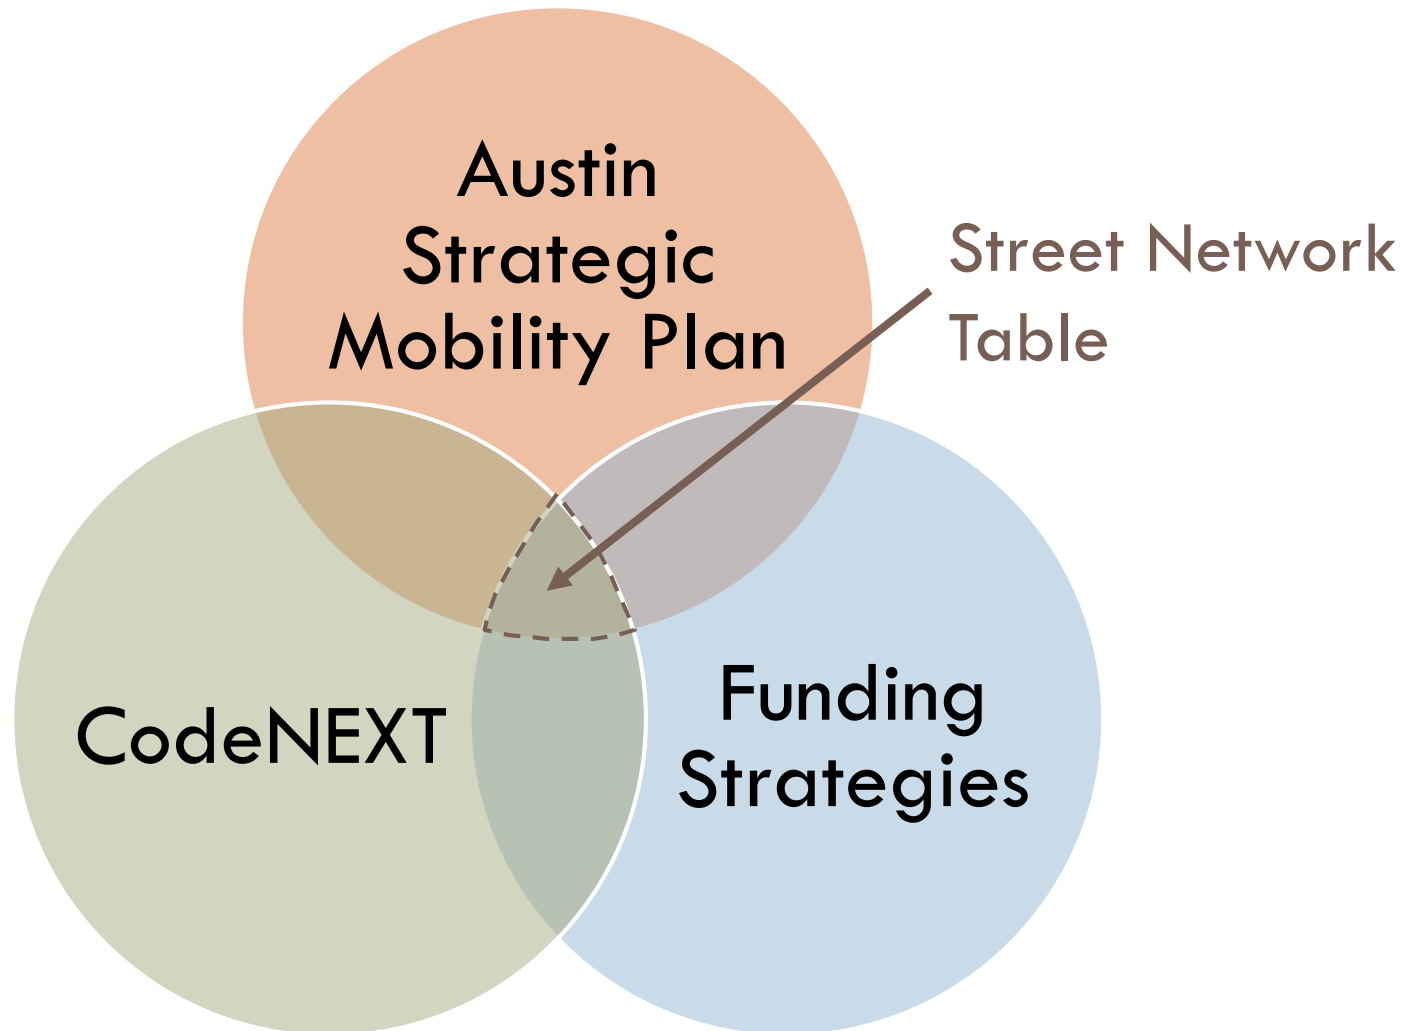 Austin
Strategic
Mobility Plan
Street Network
Table
CodeNEXT
Funding
Strategies